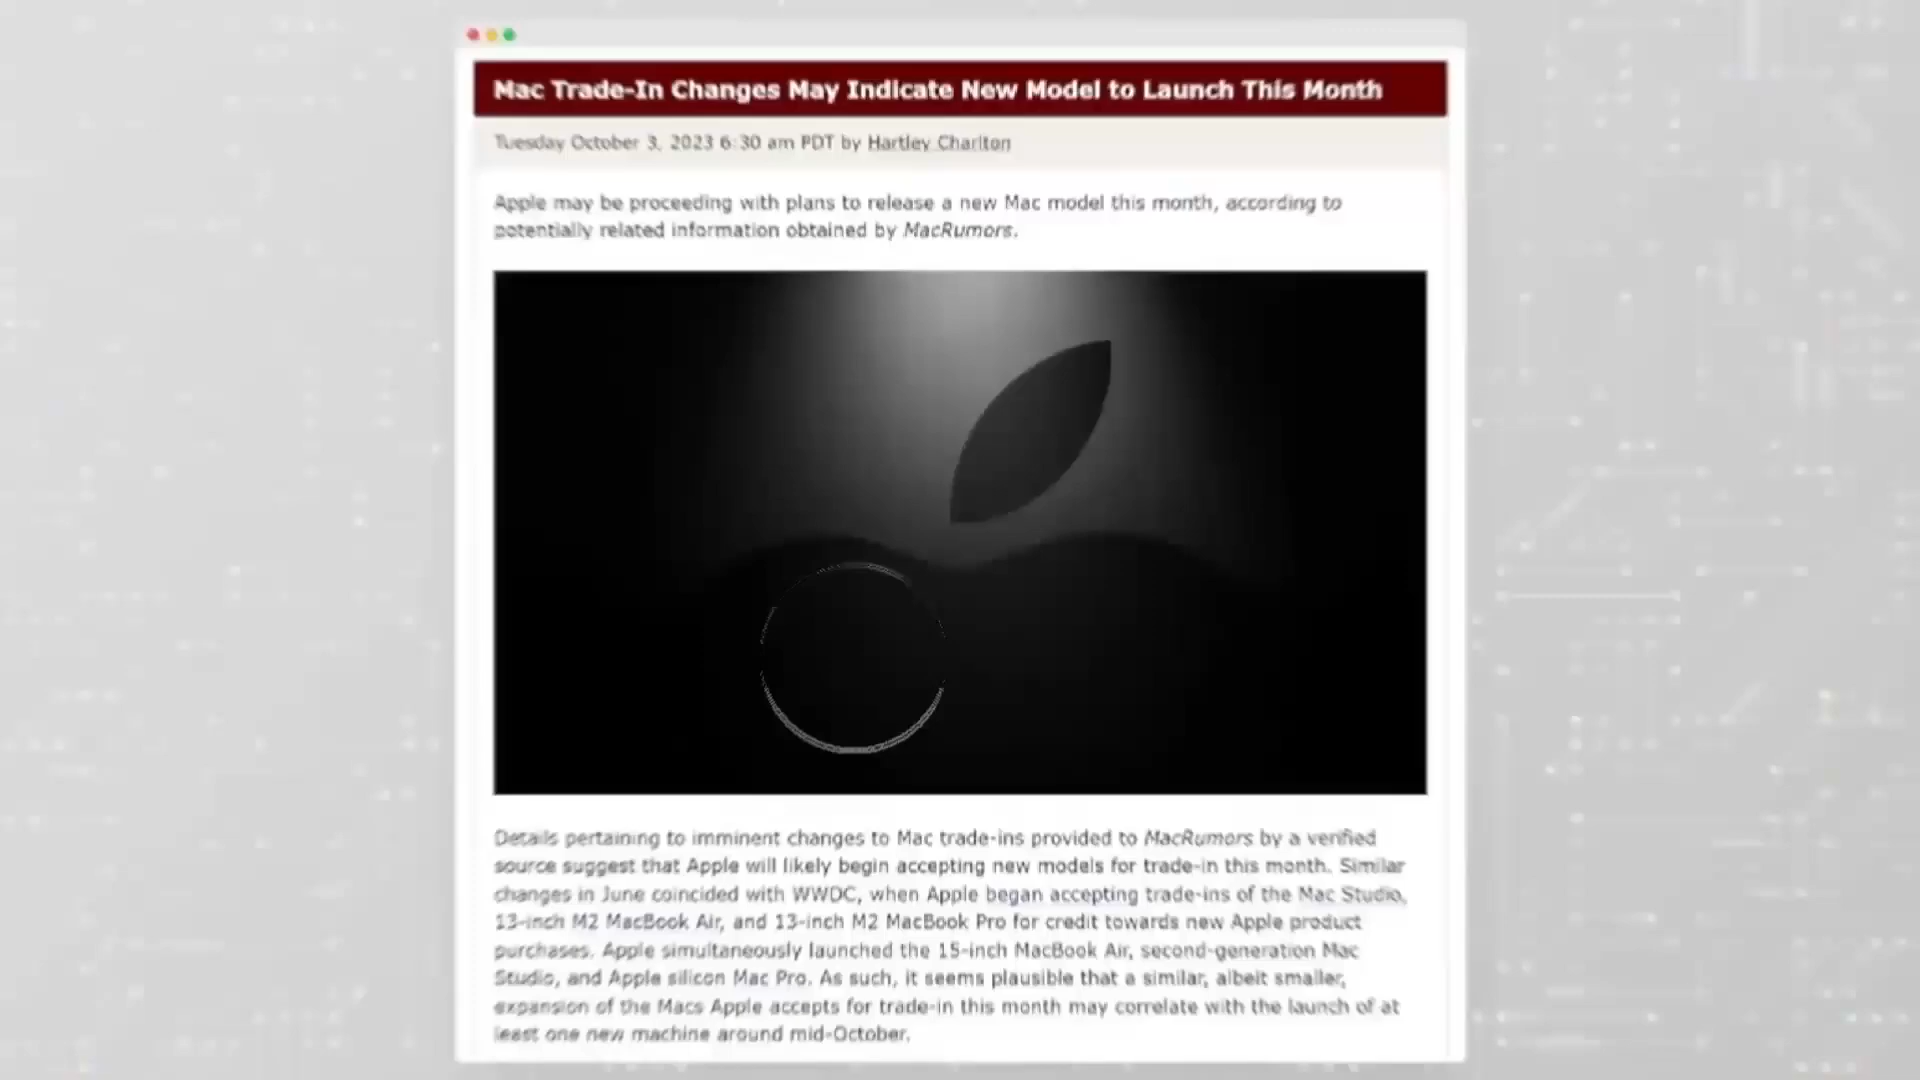 Mac Trade-In Changes May Indicate New Model to Launch This Month
Tuesday October 3, 2023 6:30 am PDT by Hartley Charlton
Apple may be proceeding with plans to release a new Mac model this month, according to
potentially related information obtained by MacRumors.
Details pertaining to imminent changes to Mac trade-ins provided to MacRumors by a verified
source suggest that Apple will likely begin accepting new models for trade-in this month. Similar
changes in June coincided with WWDC, when Apple began accepting trade-ins of the Mac Studio,
13-inch M2 MacBook Air, and 13-inch M2 MacBook Pro for credit towards new Apple product
purchases. Apple simultaneously launched the 15-inch MacBook Air, second-generation Mac
Studio, and Apple silicon Mac Pro. As such, it seems plausible that a similar, albeit smaller,
expansion of the Macs Apple accepts for trade-in this month may correlate with the launch of at
least one new machine around mid-October.